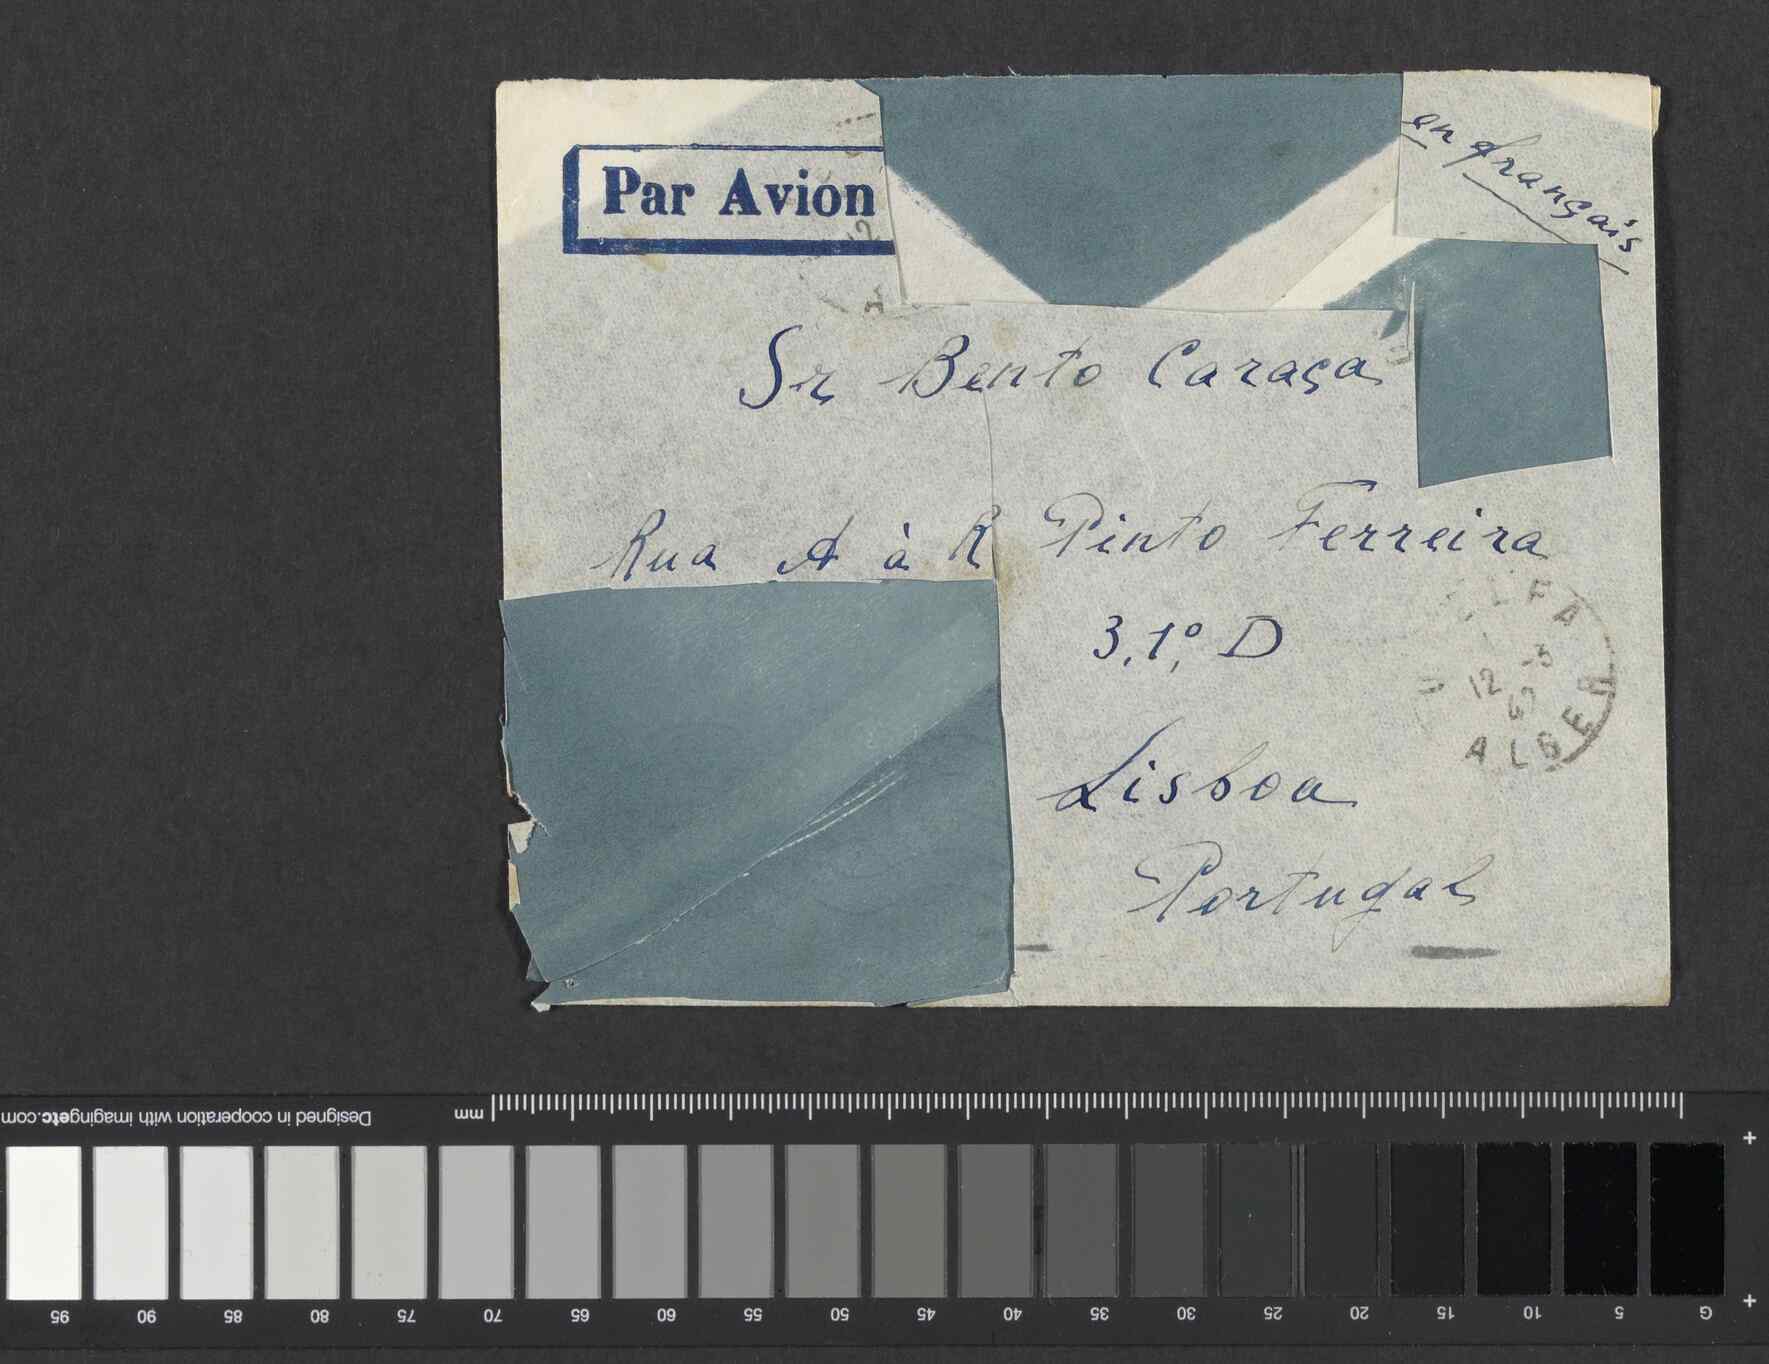 Par Avion
en français
Sr Bento Caraça
Rua A à R Pinto Ferreira
3, 1º, D
Lisboa
Portugal
12 -3
ALGER
12
Designed in cooperation with imagingetc.com
mm
95 90 85 80 75 70 65 60 55 50 45 40 35 30 25 20 15 10 5 G